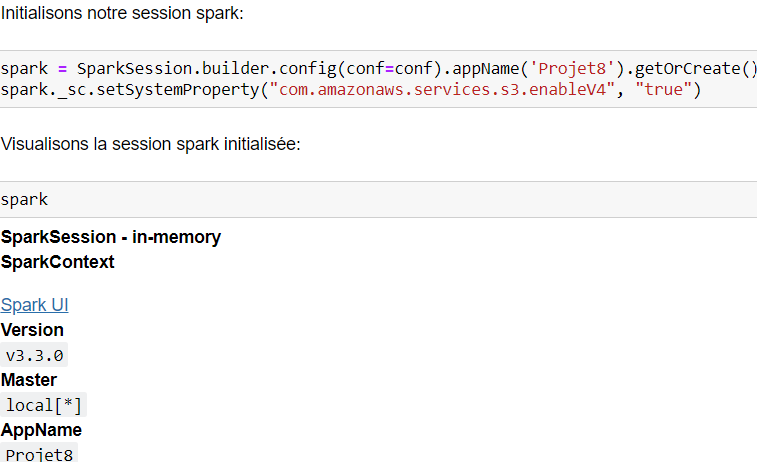 Initialisons notre session spark:
spark = SparkSession.builder.config(conf=conf).appName('Projet8').getOrCreate()
spark._sc.setSystemProperty("com.amazonaws.services.s3.enableV4", "true")
Visualisons la session spark initialisée:
spark
SparkSession - in-memory
SparkContext
Spark UI
Version
v3.3.0
Master
local[*]
AppName
Projet8